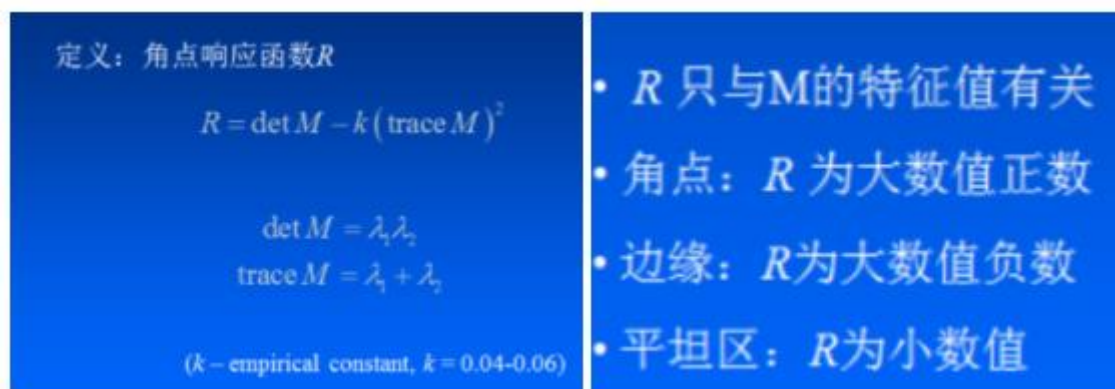 定义：角点响应函数R
R = det M − k(trace M)²
det M = λ₁λ₂
trace M = λ₁ + λ₂
(k – empirical constant, k = 0.04-0.06)
• R 只与M的特征值有关
• 角点：R 为大数值正数
• 边缘：R为大数值负数
• 平坦区：R为小数值